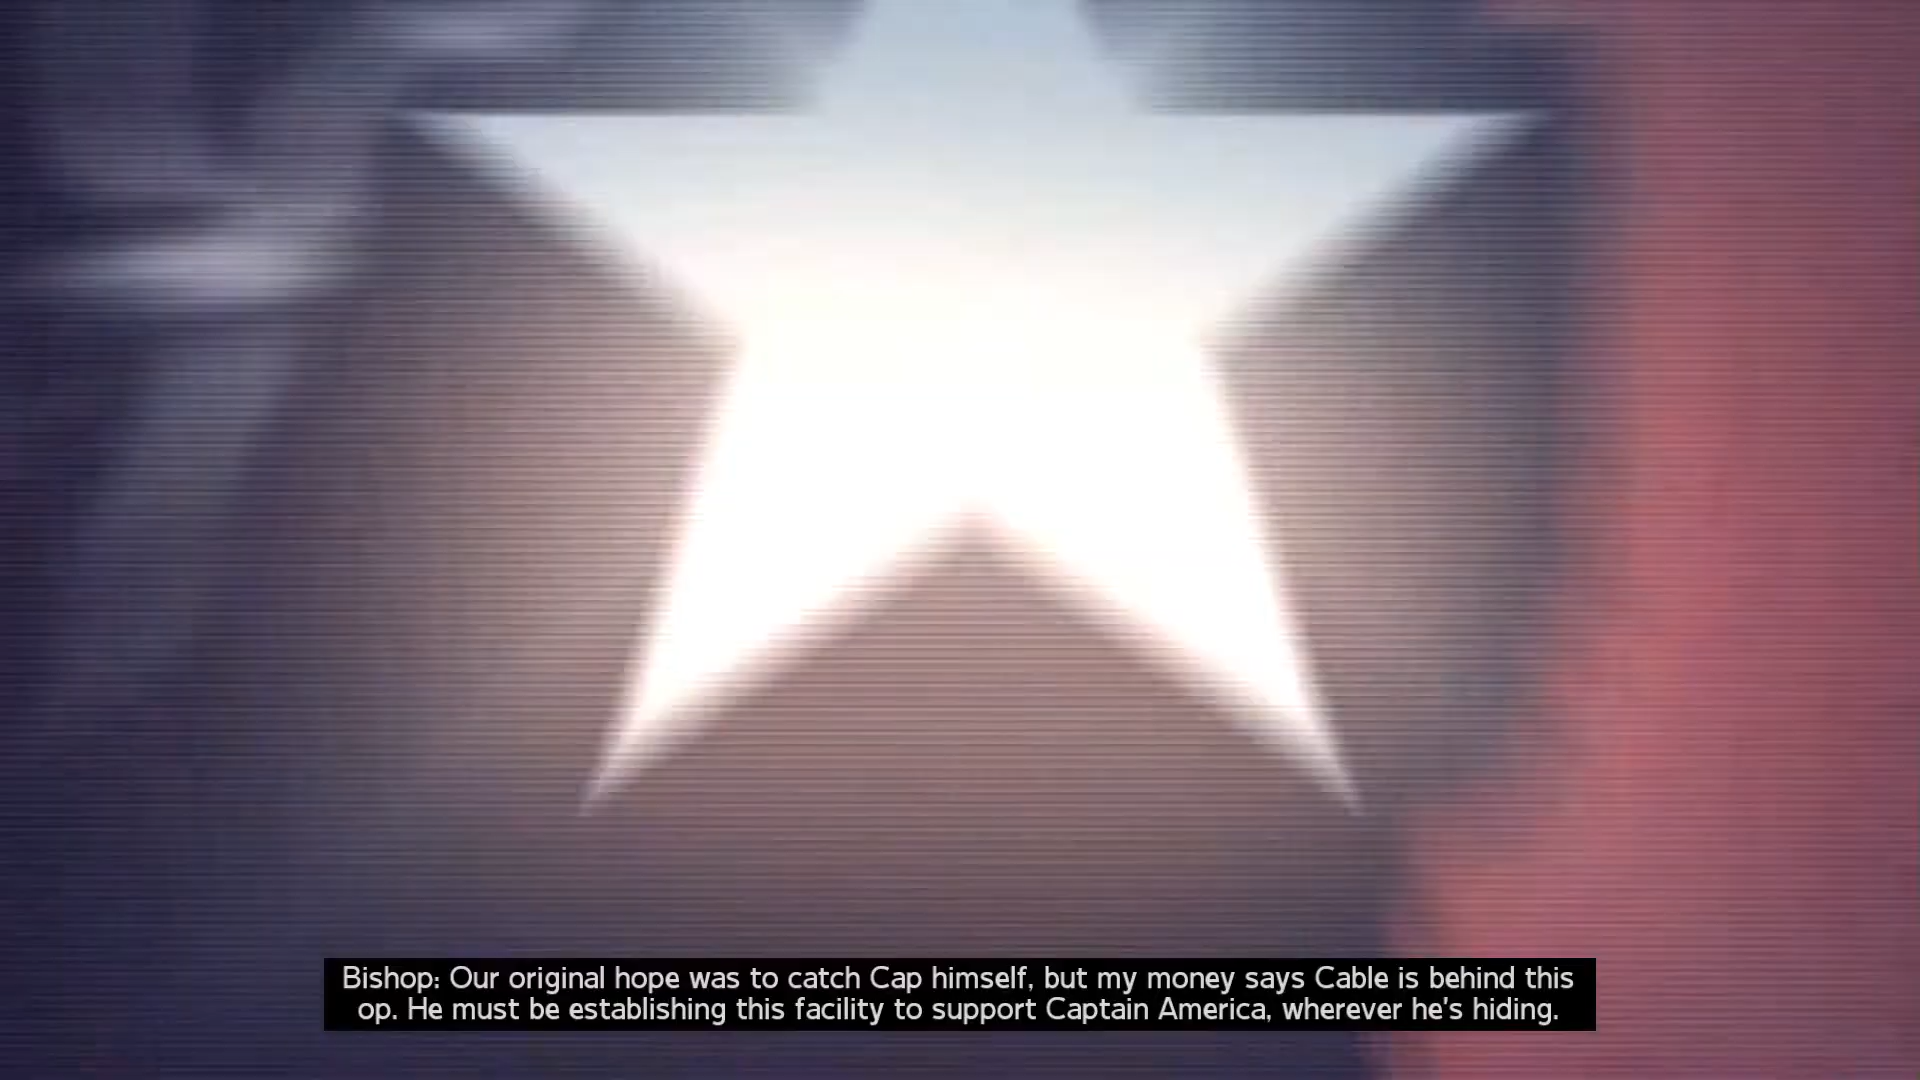 Bishop: Our original hope was to catch Cap himself, but my money says Cable is behind this
op. He must be establishing this facility to support Captain America, wherever he's hiding.